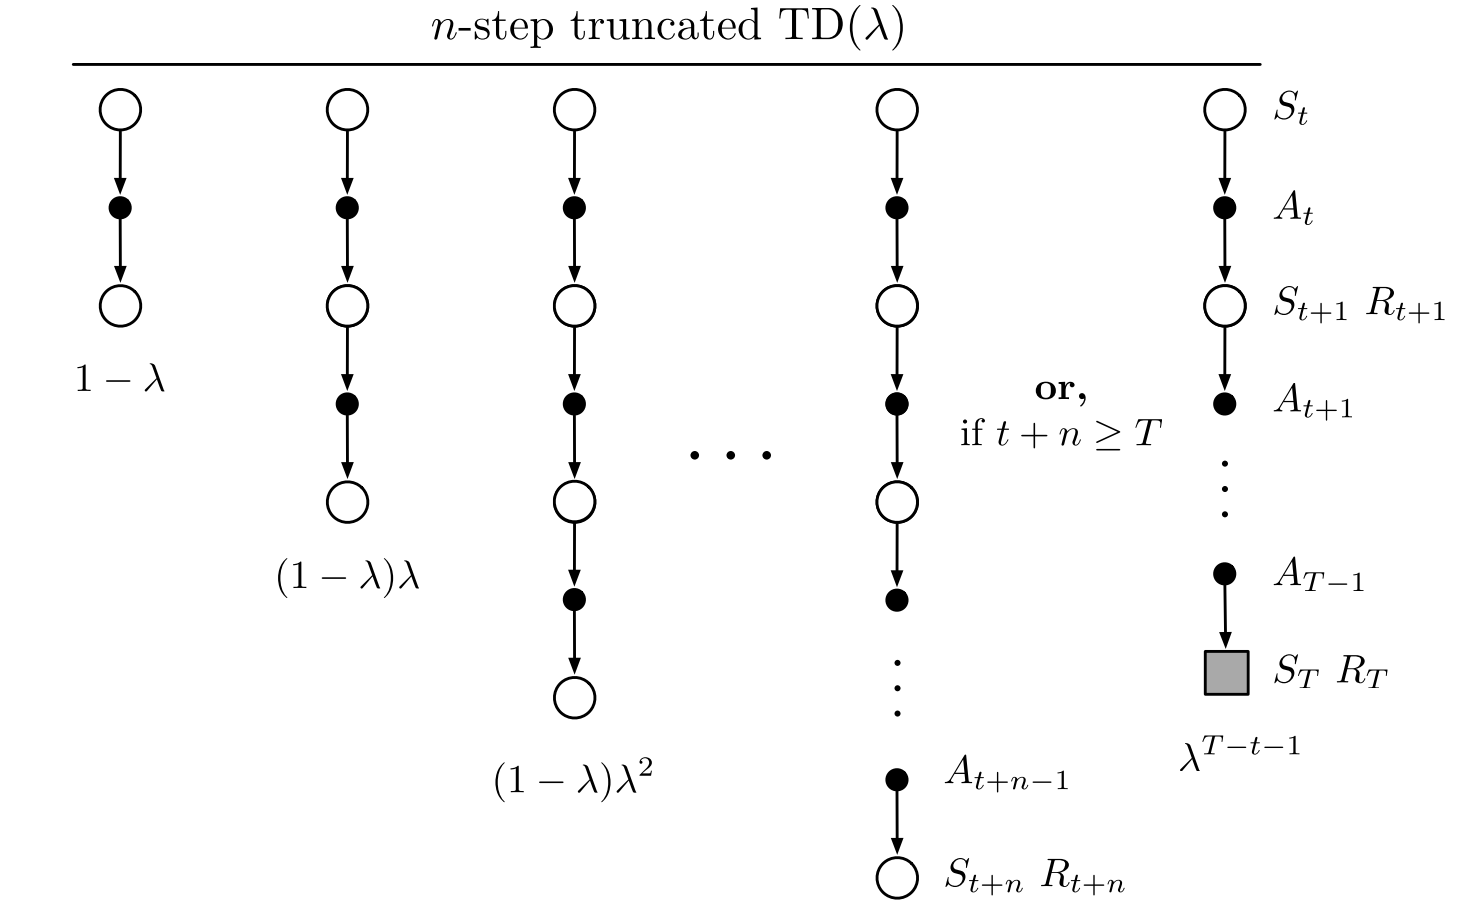 n-step truncated TD(λ)
S_t
A_t
S_{t+1} R_{t+1}
1 − λ
or,
if t + n ≥ T
A_{t+1}
· · ·
(1 − λ)λ
A_{T−1}
S_T R_T
λ^{T−t−1}
(1 − λ)λ²
A_{t+n−1}
S_{t+n} R_{t+n}